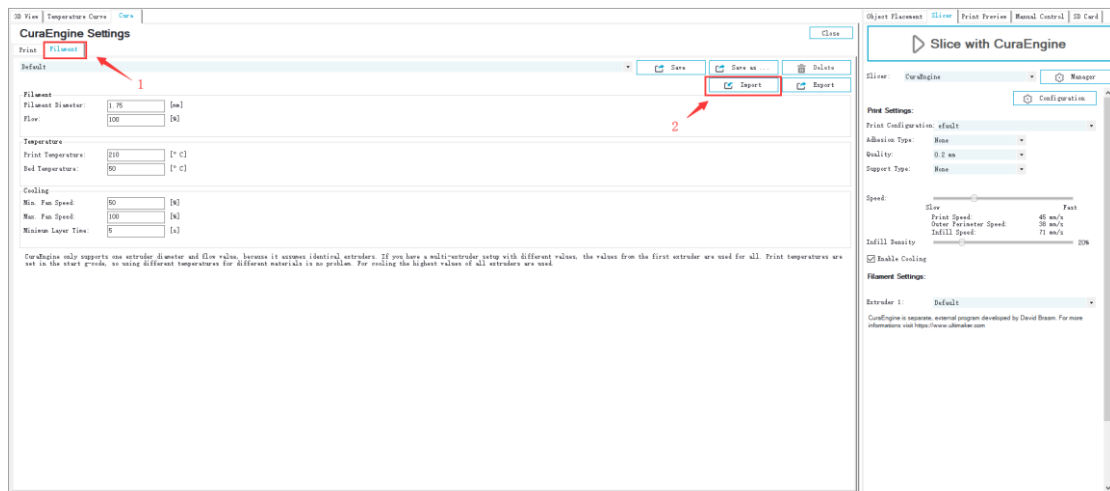 3D View Temperature Curve Cura
CuraEngine Settings Close
Print Filament
1
Default Save Save as ... Delete
Import Export
2
Filament
Filament Diameter: 1.75 [mm]
Flow: 100 [%]
Temperature
Print Temperature: 210 [° C]
Bed Temperature: 50 [° C]
Cooling
Min. Fan Speed: 50 [%]
Max. Fan Speed: 100 [%]
Minimum Layer Time: 5 [s]
CuraEngine only supports one extruder diameter and flow value, because it assumes identical extruders. If you have a multi-extruder setup with different values, the values from the first extruder are used for all. Print temperatures are
set in the start g-code, so using different temperatures for different materials is no problem. For cooling the highest values of all extruders are used.
Object Placement Slicer Print Preview Manual Control SD Card
Slice with CuraEngine
Slicer: CuraEngine Manager
Configuration
Print Settings:
Print Configuration: efault
Adhesion Type: None
Quality: 0.2 mm
Support Type: None
Speed:
Slow Fast
Print Speed: 45 mm/s
Outer Perimeter Speed: 38 mm/s
Infill Speed: 71 mm/s
Infill Density 20%
Enable Cooling
Filament Settings:
Extruder 1: Default
CuraEngine is separate, external program developed by David Braam. For more
informations visit https://www.ultimaker.com